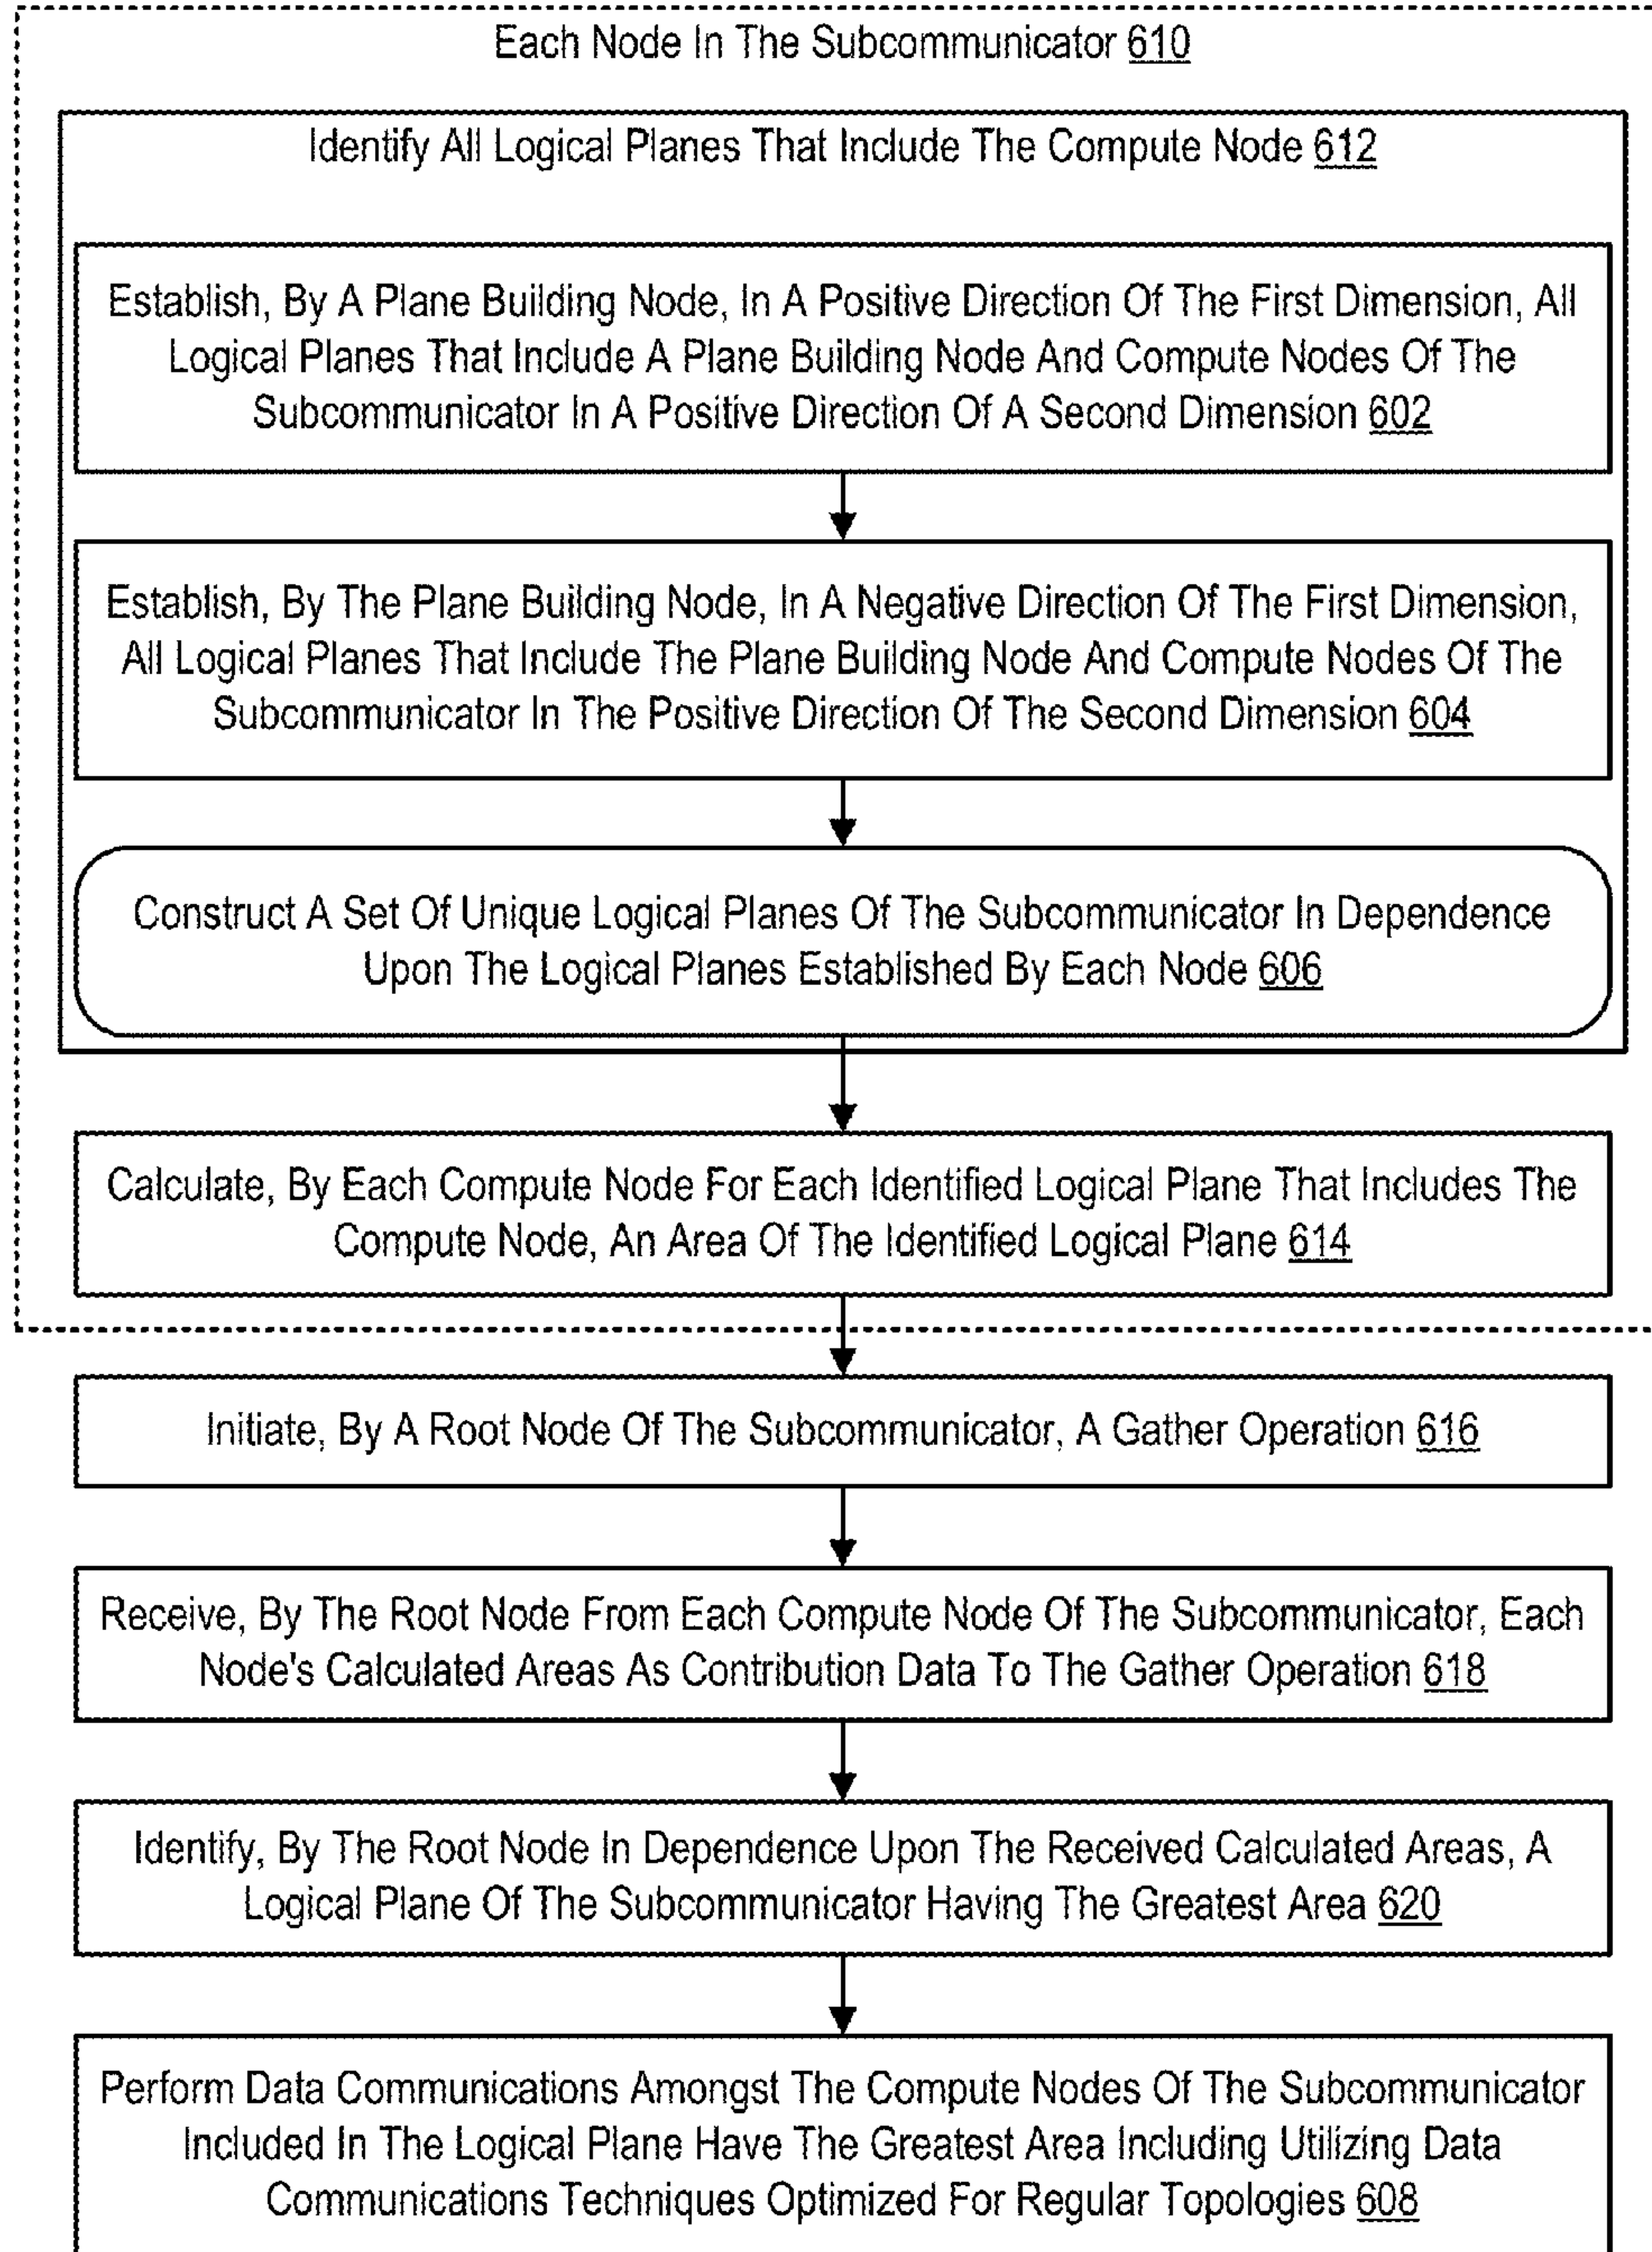 Each Node In The Subcommunicator 610
Identify All Logical Planes That Include The Compute Node 612
Establish, By A Plane Building Node, In A Positive Direction Of The First Dimension, All
Logical Planes That Include A Plane Building Node And Compute Nodes Of The
Subcommunicator In A Positive Direction Of A Second Dimension 602
Establish, By The Plane Building Node, In A Negative Direction Of The First Dimension,
All Logical Planes That Include The Plane Building Node And Compute Nodes Of The
Subcommunicator In The Positive Direction Of The Second Dimension 604
Construct A Set Of Unique Logical Planes Of The Subcommunicator In Dependence
Upon The Logical Planes Established By Each Node 606
Calculate, By Each Compute Node For Each Identified Logical Plane That Includes The
Compute Node, An Area Of The Identified Logical Plane 614
Initiate, By A Root Node Of The Subcommunicator, A Gather Operation 616
Receive, By The Root Node From Each Compute Node Of The Subcommunicator, Each
Node's Calculated Areas As Contribution Data To The Gather Operation 618
Identify, By The Root Node In Dependence Upon The Received Calculated Areas, A
Logical Plane Of The Subcommunicator Having The Greatest Area 620
Perform Data Communications Amongst The Compute Nodes Of The Subcommunicator
Included In The Logical Plane Have The Greatest Area Including Utilizing Data
Communications Techniques Optimized For Regular Topologies 608